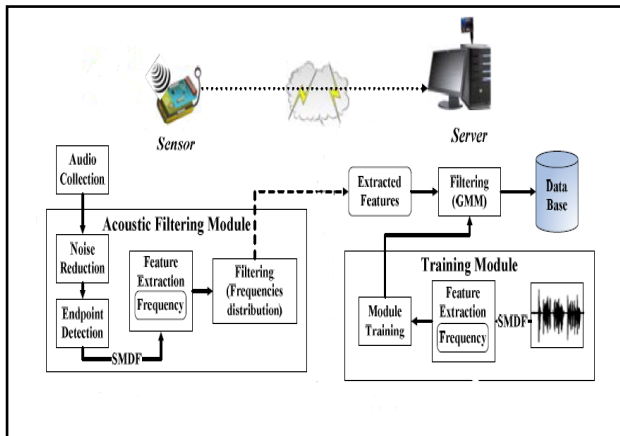 Sensor
Server
Audio
Collection
Acoustic Filtering Module
Noise
Reduction
Endpoint
Detection
SMDF
Feature
Extraction
Frequency
Filtering
(Frequencies
distribution)
Extracted
Features
Filtering
(GMM)
Data
Base
Training Module
Module
Training
Feature
Extraction
Frequency
SMDF